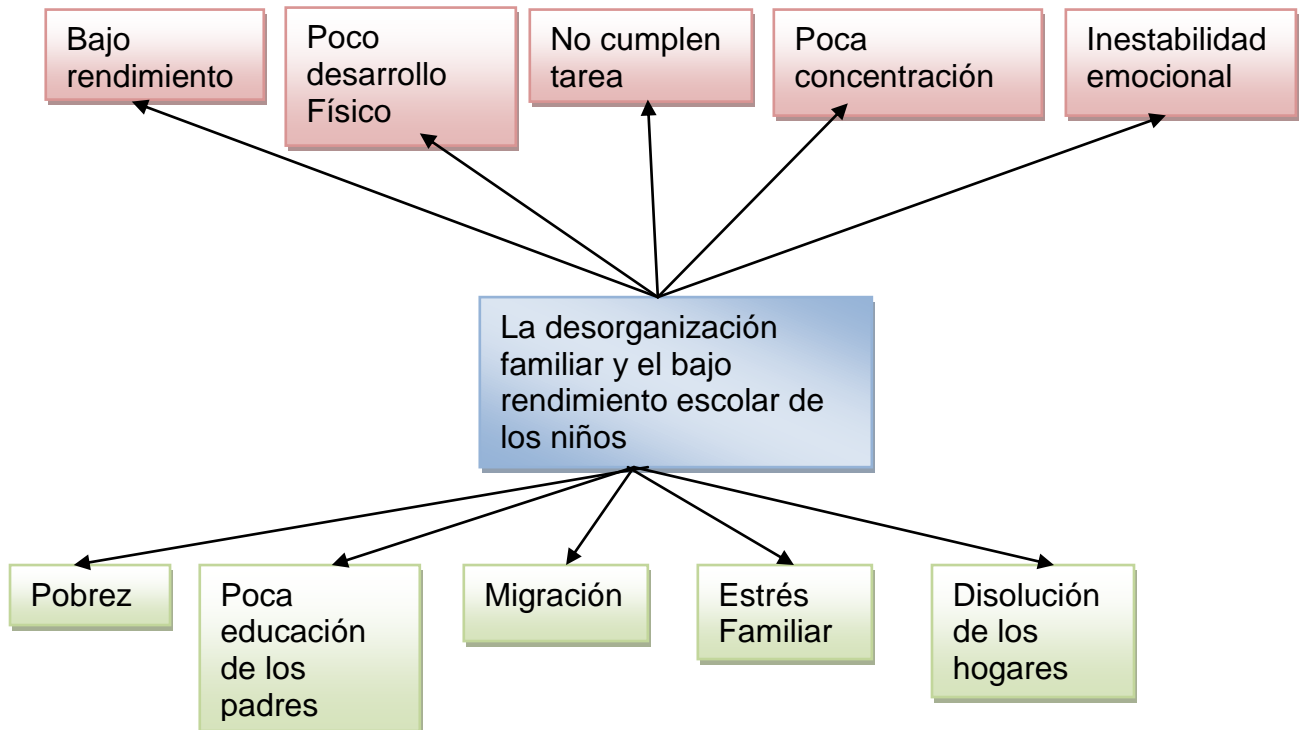 Bajo
rendimiento
Poco
desarrollo
Físico
No cumplen
tarea
Poca
concentración
Inestabilidad
emocional
La desorganización
familiar y el bajo
rendimiento escolar de
los niños
Pobrez
Poca
educación
de los
padres
Migración
Estrés
Familiar
Disolución
de los
hogares